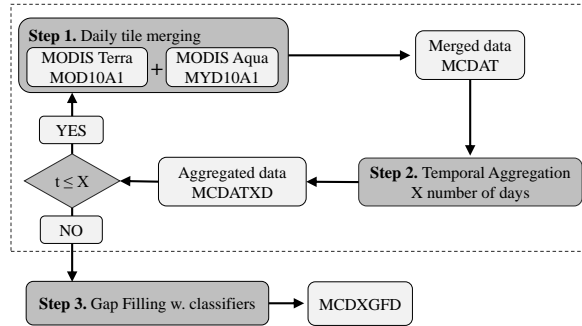 Step 1. Daily tile merging
MODIS Terra
MOD10A1
+
MODIS Aqua
MYD10A1
Merged data
MCDAT
YES
t ≤ X
Aggregated data
MCDATXD
Step 2. Temporal Aggregation
X number of days
NO
Step 3. Gap Filling w. classifiers
MCDXGFD